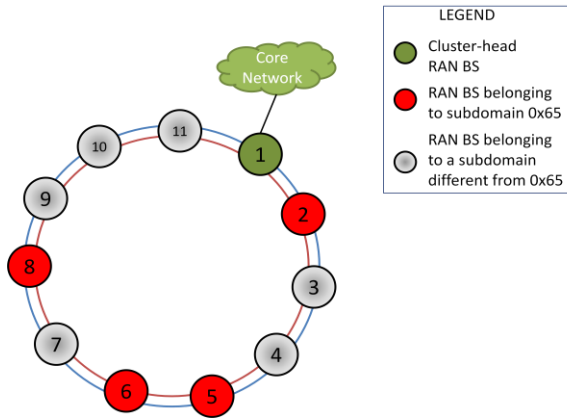 LEGEND
Cluster-head
RAN BS
RAN BS belonging
to subdomain 0x65
RAN BS belonging
to a subdomain
different from 0x65
Core
Network
11
10
1
9
2
8
3
7
4
6
5